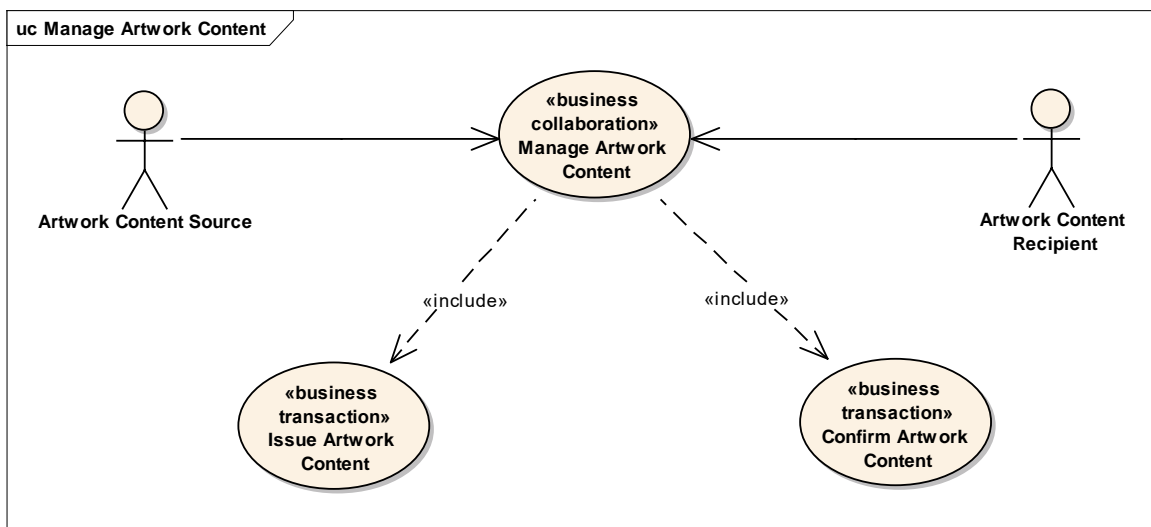 uc Manage Artwork Content
«business
collaboration»
Manage Artwork
Content
Artwork Content Source
Artwork Content
Recipient
«include»
«include»
«business
transaction»
Issue Artwork
Content
«business
transaction»
Confirm Artwork
Content